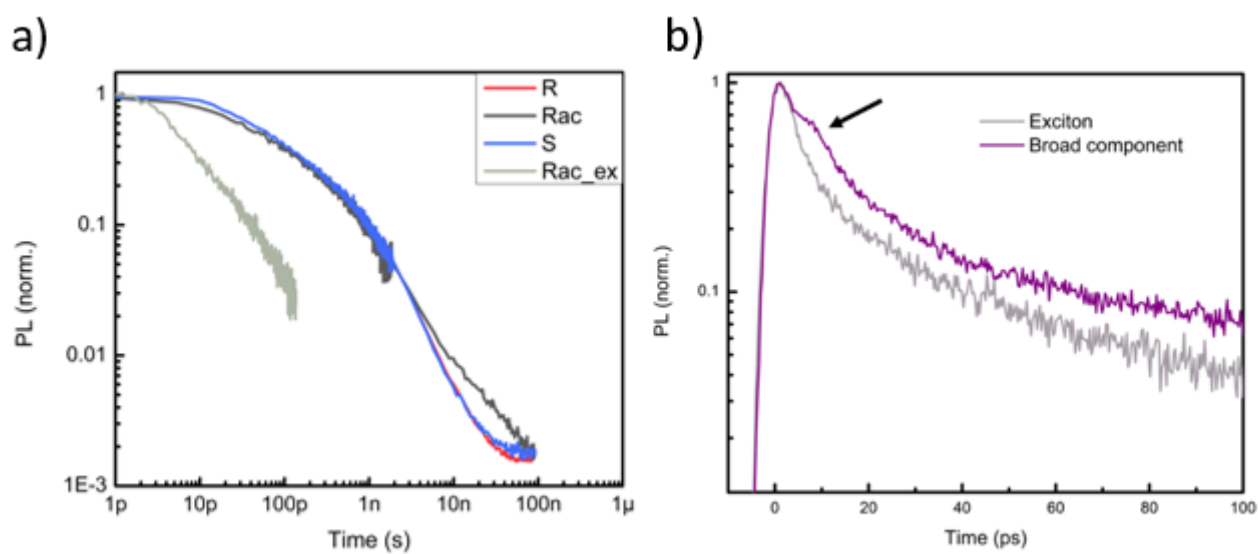 a)
1
0.1
0.01
1E-3
PL (norm.)
1p
10p
100p
1n
10n
100n
1µ
Time (s)
R
Rac
S
Rac_ex
b)
1
0.1
PL (norm.)
0
20
40
60
80
100
Time (ps)
Exciton
Broad component